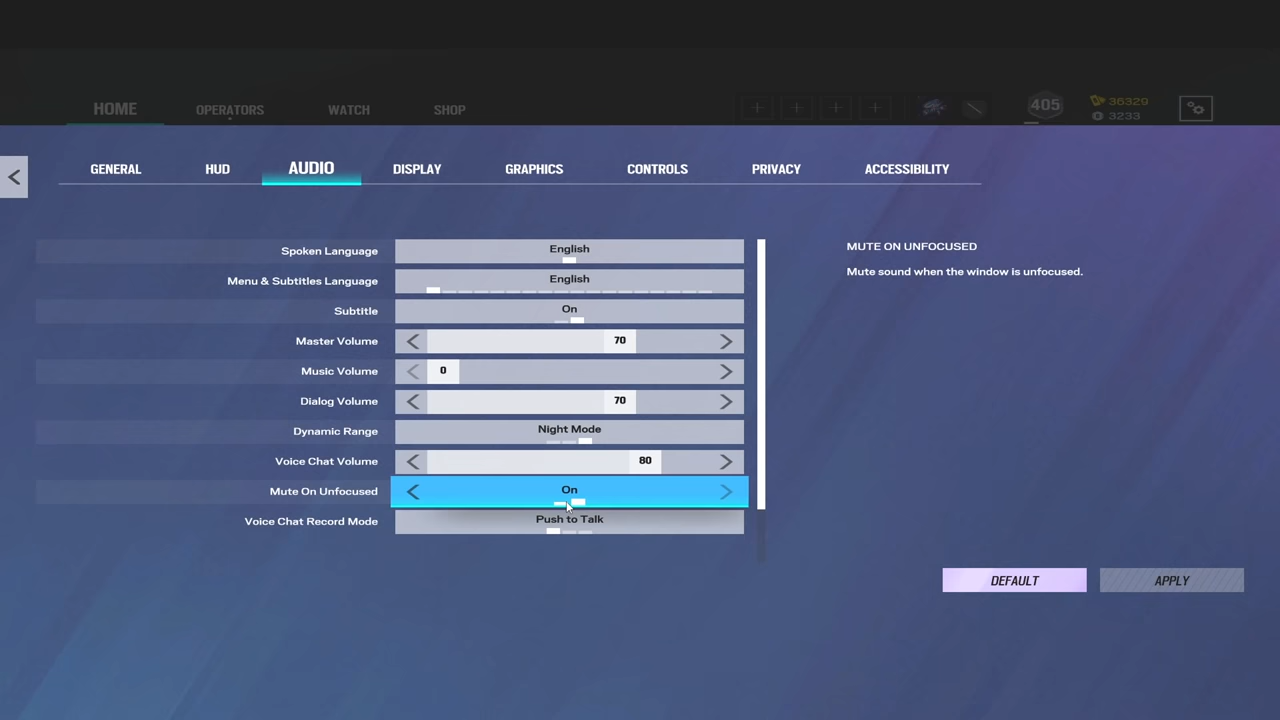 HOME OPERATORS WATCH SHOP 405 36329
3233
GENERAL HUD AUDIO DISPLAY GRAPHICS CONTROLS PRIVACY ACCESSIBILITY
Spoken Language English
Menu & Subtitles Language English
Subtitle On
Master Volume 70
Music Volume 0
Dialog Volume 70
Dynamic Range Night Mode
Voice Chat Volume 80
Mute On Unfocused On
Voice Chat Record Mode Push to Talk
MUTE ON UNFOCUSED
Mute sound when the window is unfocused.
DEFAULT APPLY